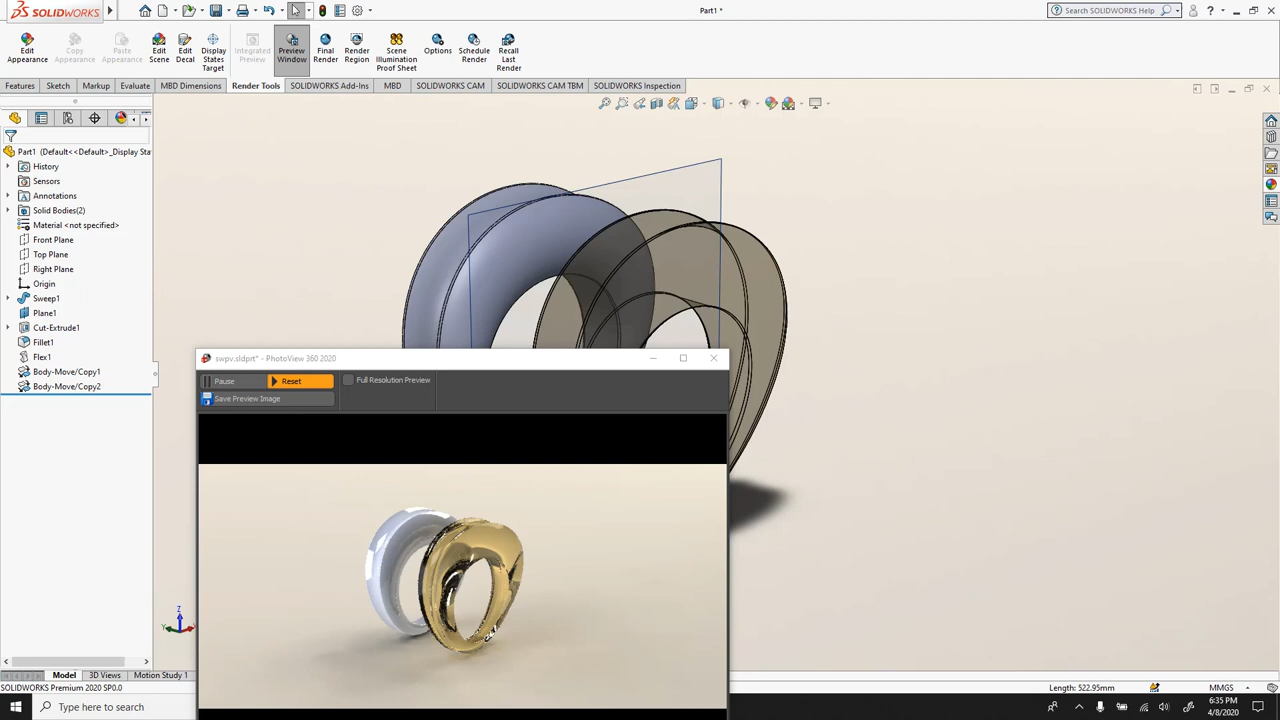 SOLIDWORKS
Part1 *
Search SOLIDWORKS Help
Edit Appearance
Copy Appearance
Paste Appearance
Edit Scene
Edit Decal
Display States Target
Integrated Preview
Preview Window
Final Render
Render Region
Scene Illumination Proof Sheet
Options
Schedule Render
Recall Last Render
Features
Sketch
Markup
Evaluate
MBD Dimensions
Render Tools
SOLIDWORKS Add-Ins
MBD
SOLIDWORKS CAM
SOLIDWORKS CAM TBM
SOLIDWORKS Inspection
Part1 (Default<<Default>_Display Sta
History
Sensors
Annotations
Solid Bodies(2)
Material <not specified>
Front Plane
Top Plane
Right Plane
Origin
Sweep1
Plane1
Cut-Extrude1
Fillet1
Flex1
Body-Move/Copy1
Body-Move/Copy2
swpv.sldprt* - PhotoView 360 2020
Pause
Reset
Full Resolution Preview
Save Preview Image
Z
Y
X
Model
3D Views
Motion Study 1
SOLIDWORKS Premium 2020 SP0.0
Length: 522.95mm
MMGS
Type here to search
6:35 PM
4/8/2020